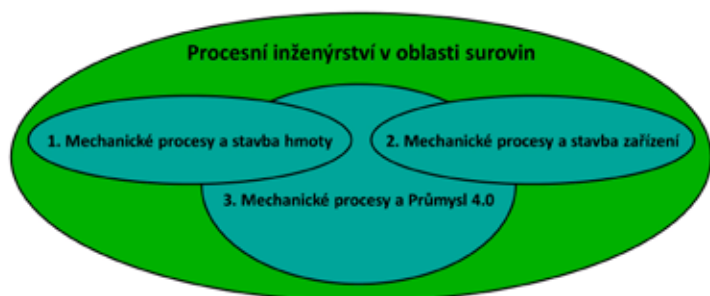 Procesní inženýrství v oblasti surovin
1. Mechanické procesy a stavba hmoty
2. Mechanické procesy a stavba zařízení
3. Mechanické procesy a Průmysl 4.0